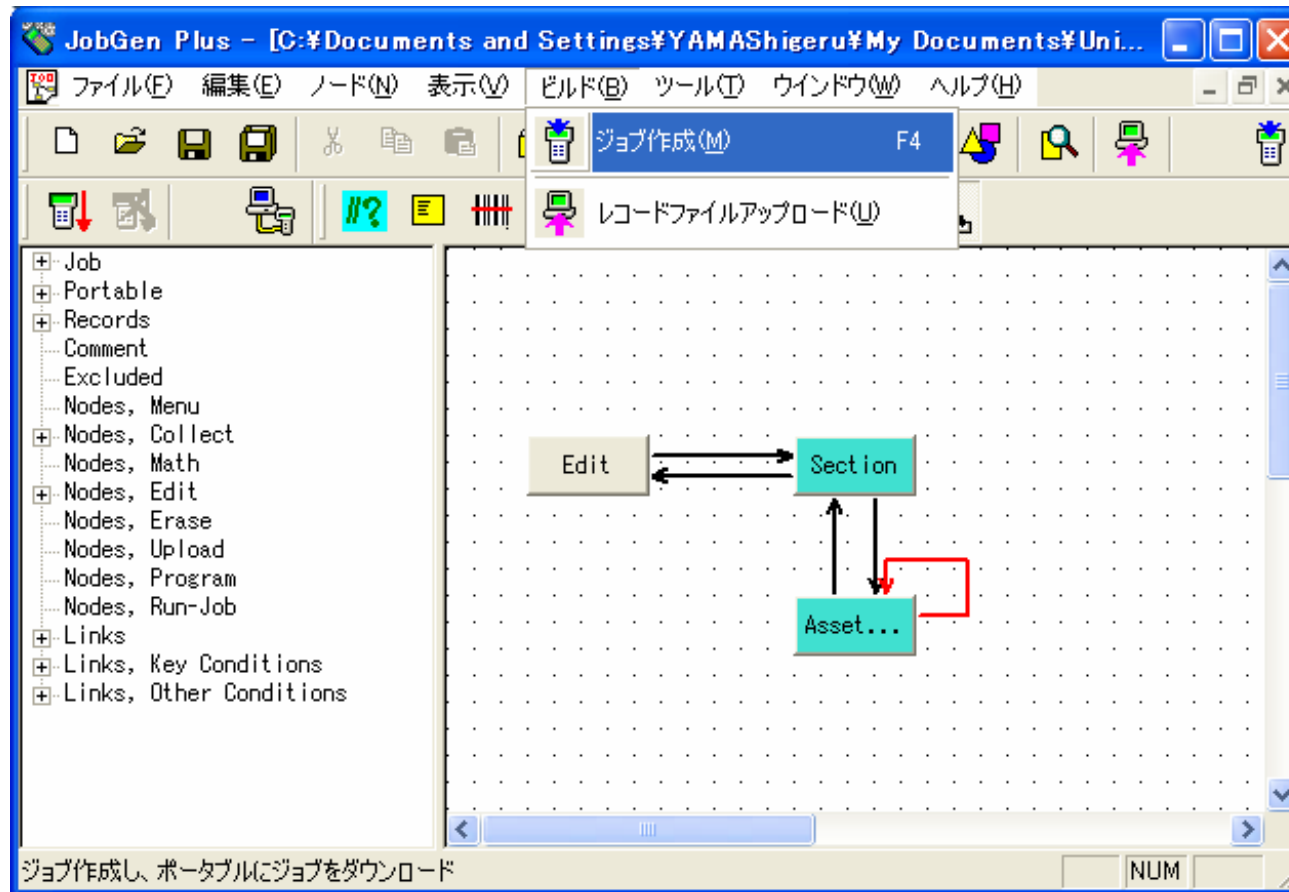 JobGen Plus - [C:¥Documents and Settings¥YAMAShigeru¥My Documents¥Uni...
ファイル(F) 編集(E) ノード(N) 表示(V) ビルド(B) ツール(T) ウインドウ(W) ヘルプ(H)
ジョブ作成(M) F4
レコードファイルアップロード(U)
//?
Job
Portable
Records
Comment
Excluded
Nodes, Menu
Nodes, Collect
Nodes, Math
Nodes, Edit
Nodes, Erase
Nodes, Upload
Nodes, Program
Nodes, Run-Job
Links
Links, Key Conditions
Links, Other Conditions
Edit
Section
Asset...
ジョブ作成し、ポータブルにジョブをダウンロード
NUM